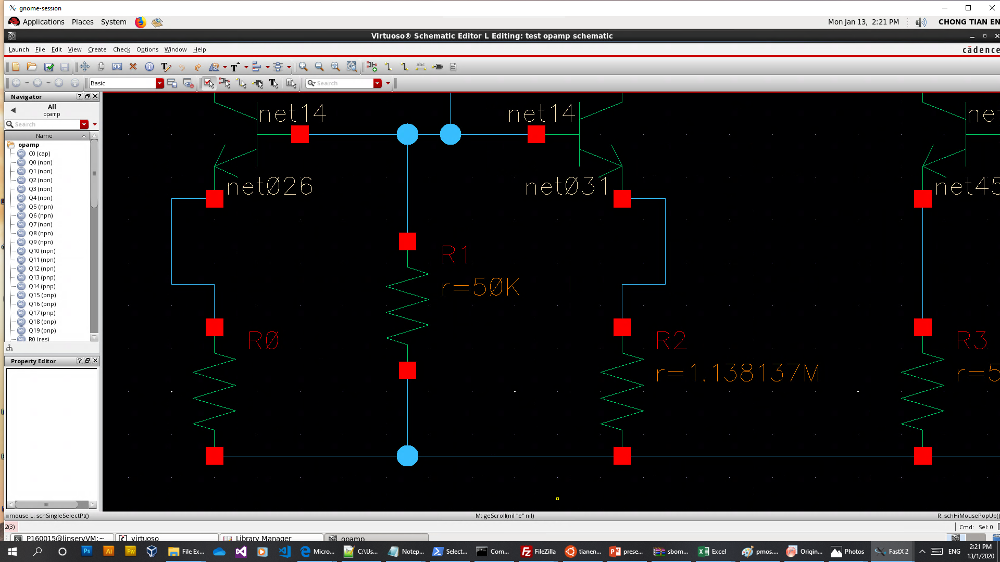 gnome-session
Applications Places System
Mon Jan 13, 2:21 PM
CHONG TIAN EN
Virtuoso® Schematic Editor L Editing: test opamp schematic
Launch File Edit View Create Check Options Window Help
cādence
abc
Basic
Search
Navigator
All
opamp
Search
Name
opamp
C0 (cap)
Q0 (npn)
Q1 (npn)
Q2 (npn)
Q3 (npn)
Q4 (npn)
Q5 (npn)
Q6 (npn)
Q7 (npn)
Q8 (npn)
Q9 (npn)
Q10 (npn)
Q11 (npn)
Q12 (npn)
Q13 (pnp)
Q14 (pnp)
Q15 (pnp)
Q16 (pnp)
Q17 (pnp)
Q18 (pnp)
Q19 (pnp)
R0 (res)
Property Editor
net14
net14
net026
net031
net45
R1
r=50K
R0
R2
r=1.138137M
R3
r=5
mouse L: schSingleSelectPt()
M: geScroll(nil "e" nil)
R: schHiMousePopUp()
2(3)
Cmd: Sel: 0
P160015@linservVM:~
virtuoso
Library Manager
opamp
File Ex...
Micro...
C:\Us...
Notep...
Select...
Com...
FileZilla
tianen...
prese...
sbom...
Excel
pmos....
Origin...
Photos
FastX 2
ENG
2:21 PM
13/1/2020